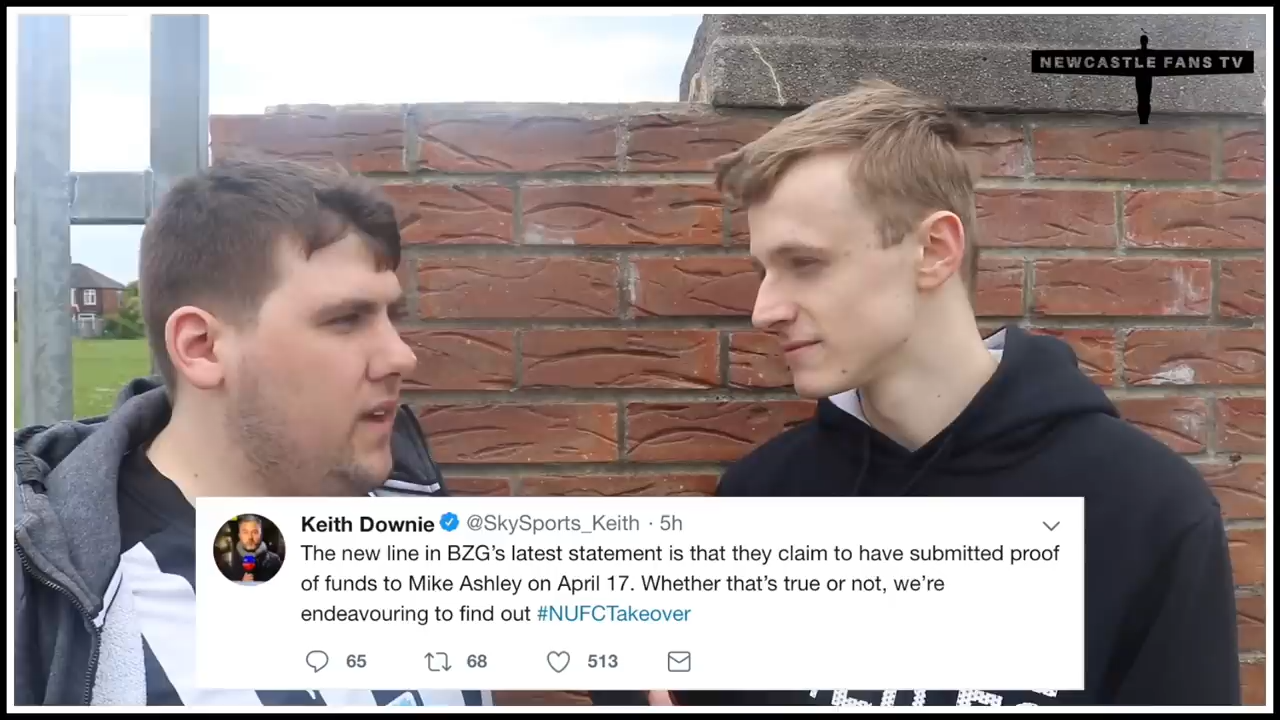 NEWCASTLE FANS TV
Keith Downie @SkySports_Keith · 5h
The new line in BZG's latest statement is that they claim to have submitted proof
of funds to Mike Ashley on April 17. Whether that's true or not, we're
endeavouring to find out #NUFCTakeover
65 68 513